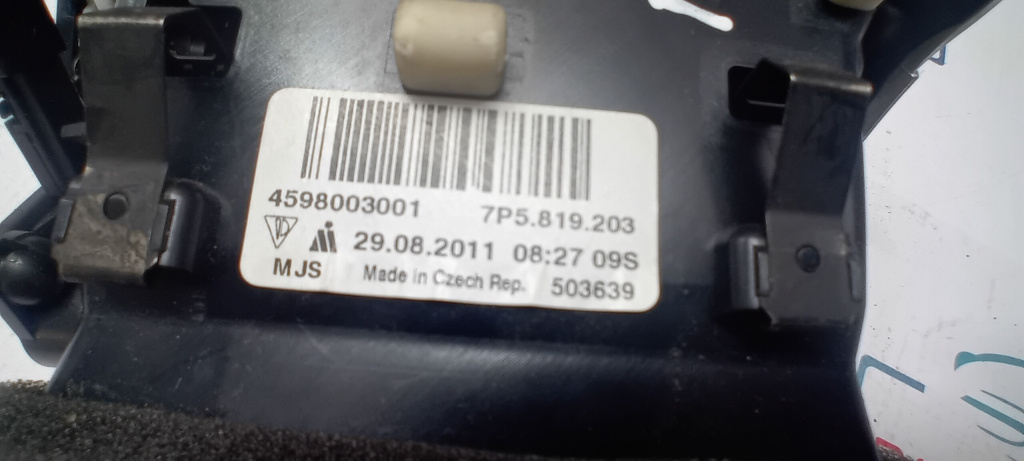 4598003001 7P5.819.203
29.08.2011 08:27 09S
MJS Made in Czech Rep. 503639